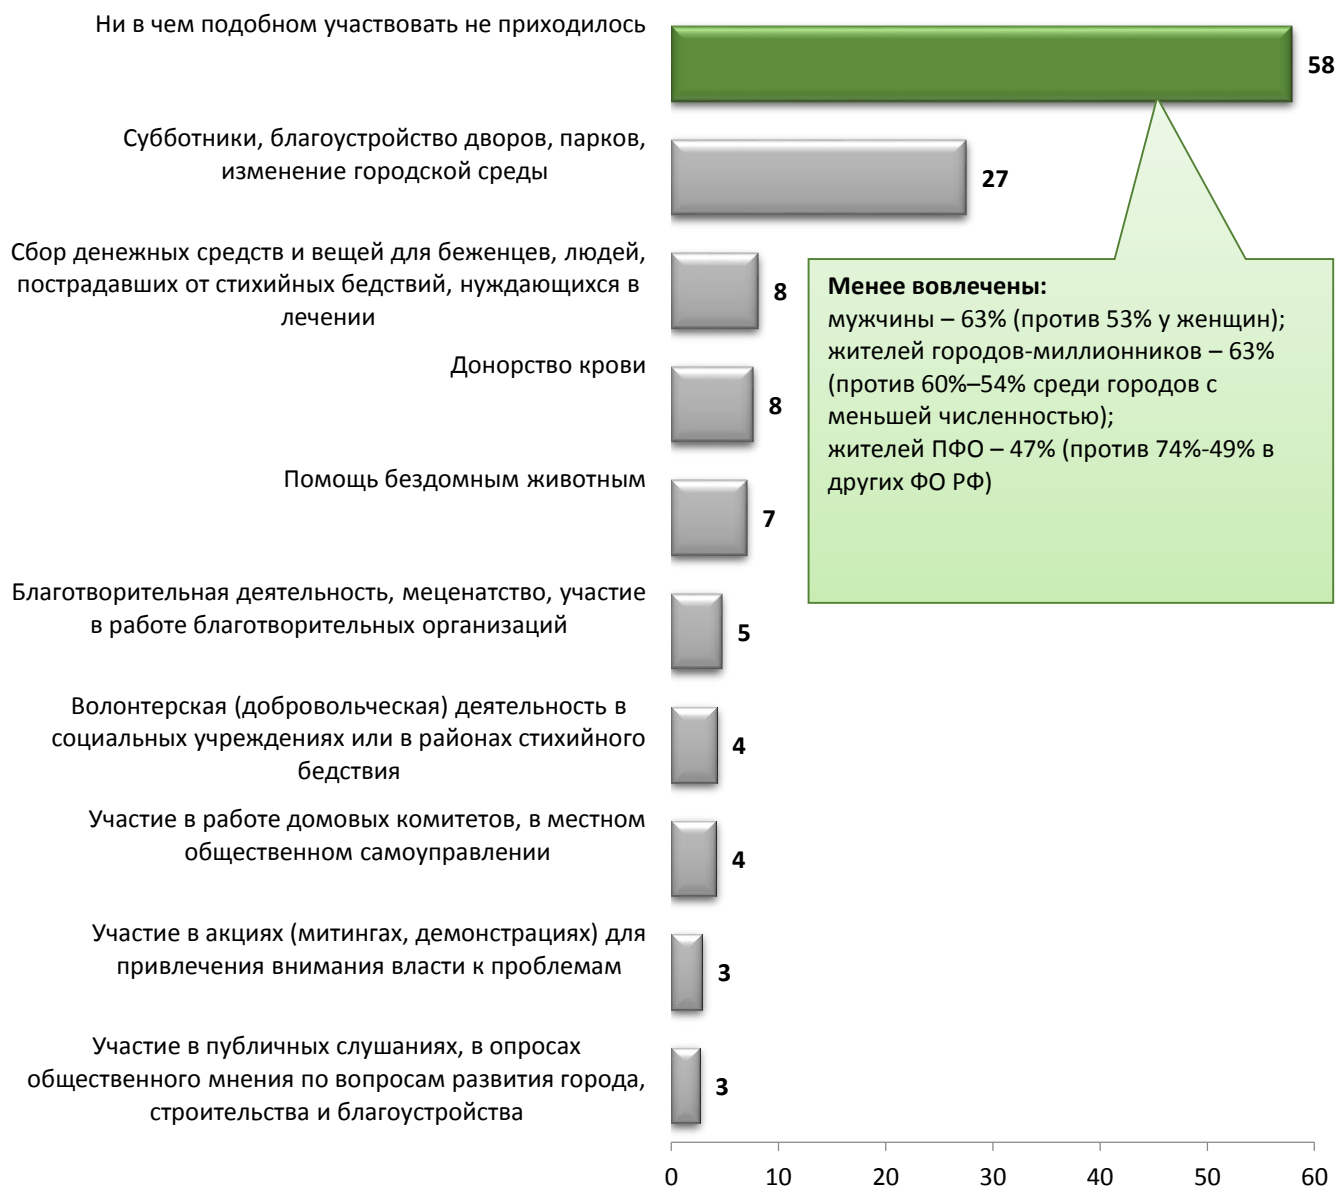 Ни в чем подобном участвовать не приходилось
58
Субботники, благоустройство дворов, парков,
изменение городской среды
27
Сбор денежных средств и вещей для беженцев, людей,
пострадавших от стихийных бедствий, нуждающихся в
лечении
8
Менее вовлечены:
мужчины – 63% (против 53% у женщин);
жителей городов-миллионников – 63%
(против 60%–54% среди городов с
меньшей численностью);
жителей ПФО – 47% (против 74%-49% в
других ФО РФ)
Донорство крови
8
Помощь бездомным животным
7
Благотворительная деятельность, меценатство, участие
в работе благотворительных организаций
5
Волонтерская (добровольческая) деятельность в
социальных учреждениях или в районах стихийного
бедствия
4
Участие в работе домовых комитетов, в местном
общественном самоуправлении
4
Участие в акциях (митингах, демонстрациях) для
привлечения внимания власти к проблемам
3
Участие в публичных слушаниях, в опросах
общественного мнения по вопросам развития города,
строительства и благоустройства
3
0 10 20 30 40 50 60